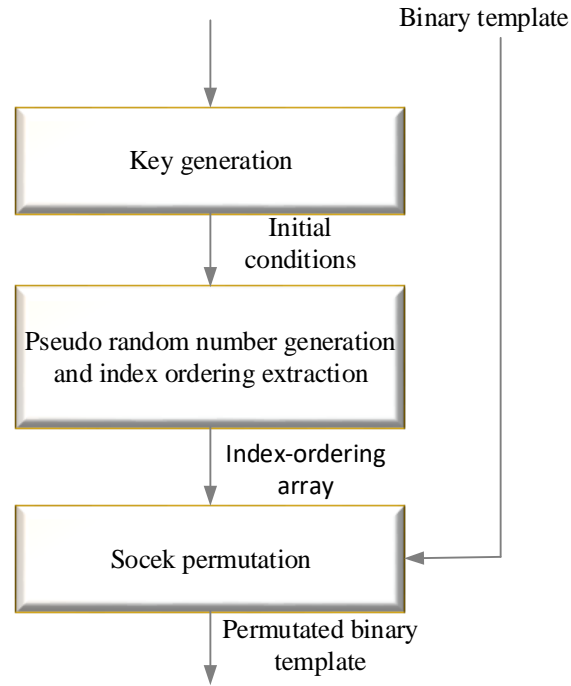 Binary template
Key generation
Initial
conditions
Pseudo random number generation
and index ordering extraction
Index-ordering
array
Socek permutation
Permutated binary
template